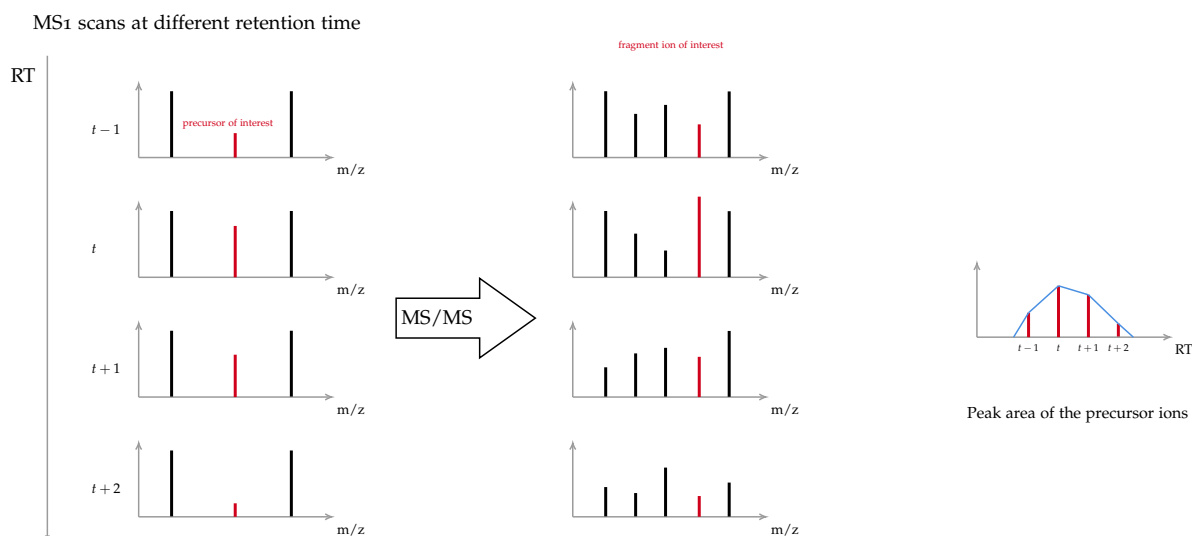 MS1 scans at different retention time
fragment ion of interest
RT
t − 1
precursor of interest
m/z
m/z
t
m/z
m/z
MS/MS
t + 1
m/z
m/z
t − 1
t
t + 1
t + 2
RT
Peak area of the precursor ions
t + 2
m/z
m/z